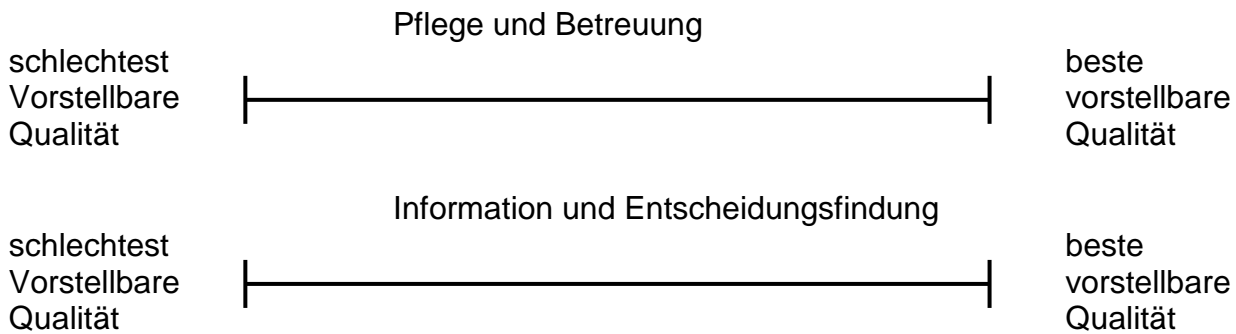 Pflege und Betreuung
schlechtest
Vorstellbare
Qualität
beste
vorstellbare
Qualität
Information und Entscheidungsfindung
schlechtest
Vorstellbare
Qualität
beste
vorstellbare
Qualität